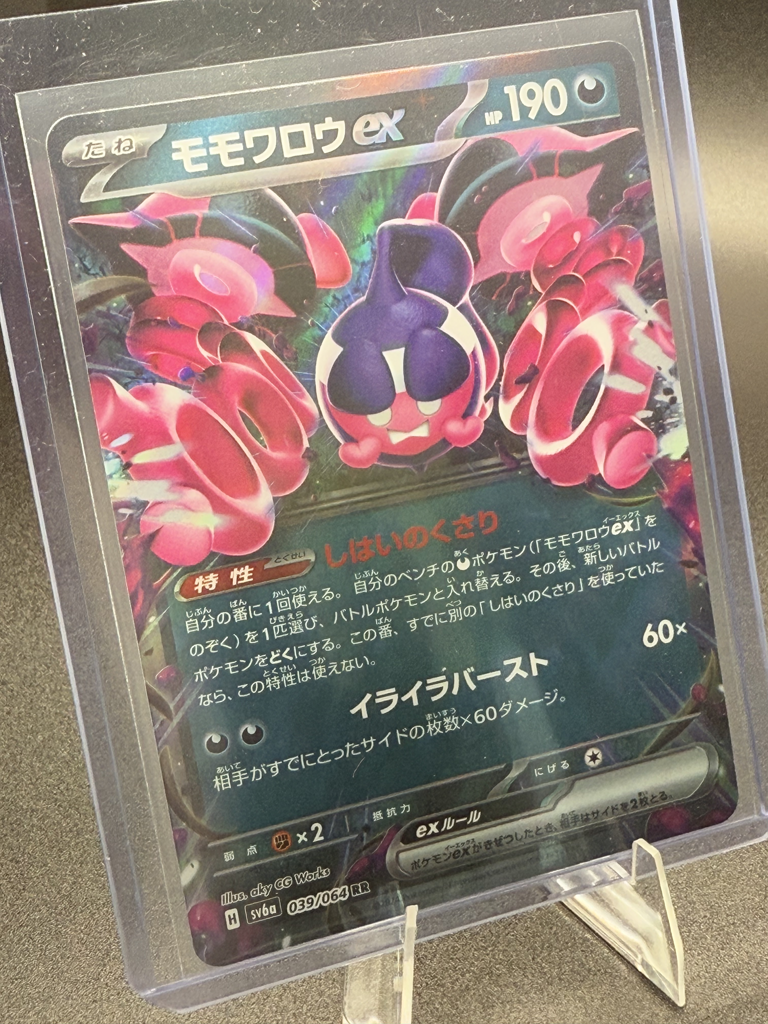 たね モモワロウex HP 190
特性 とくせい しはいのくさり
自分の番に1回使える。自分のベンチのポケモン(「モモワロウex」を
のぞく)を1匹選び、バトルポケモンと入れ替える。その後、新しいバトル
ポケモンをどくにする。この番、すでに別の「しはいのくさり」を使っていた
なら、この特性は使えない。
イライラバースト 60×
相手がすでにとったサイドの枚数×60ダメージ。
弱点 ×2 抵抗力 にげる
exルール
ポケモンexがきぜつしたとき、相手はサイドを2枚とる。
Illus. aky CG Works
H sv6a 039/064 RR